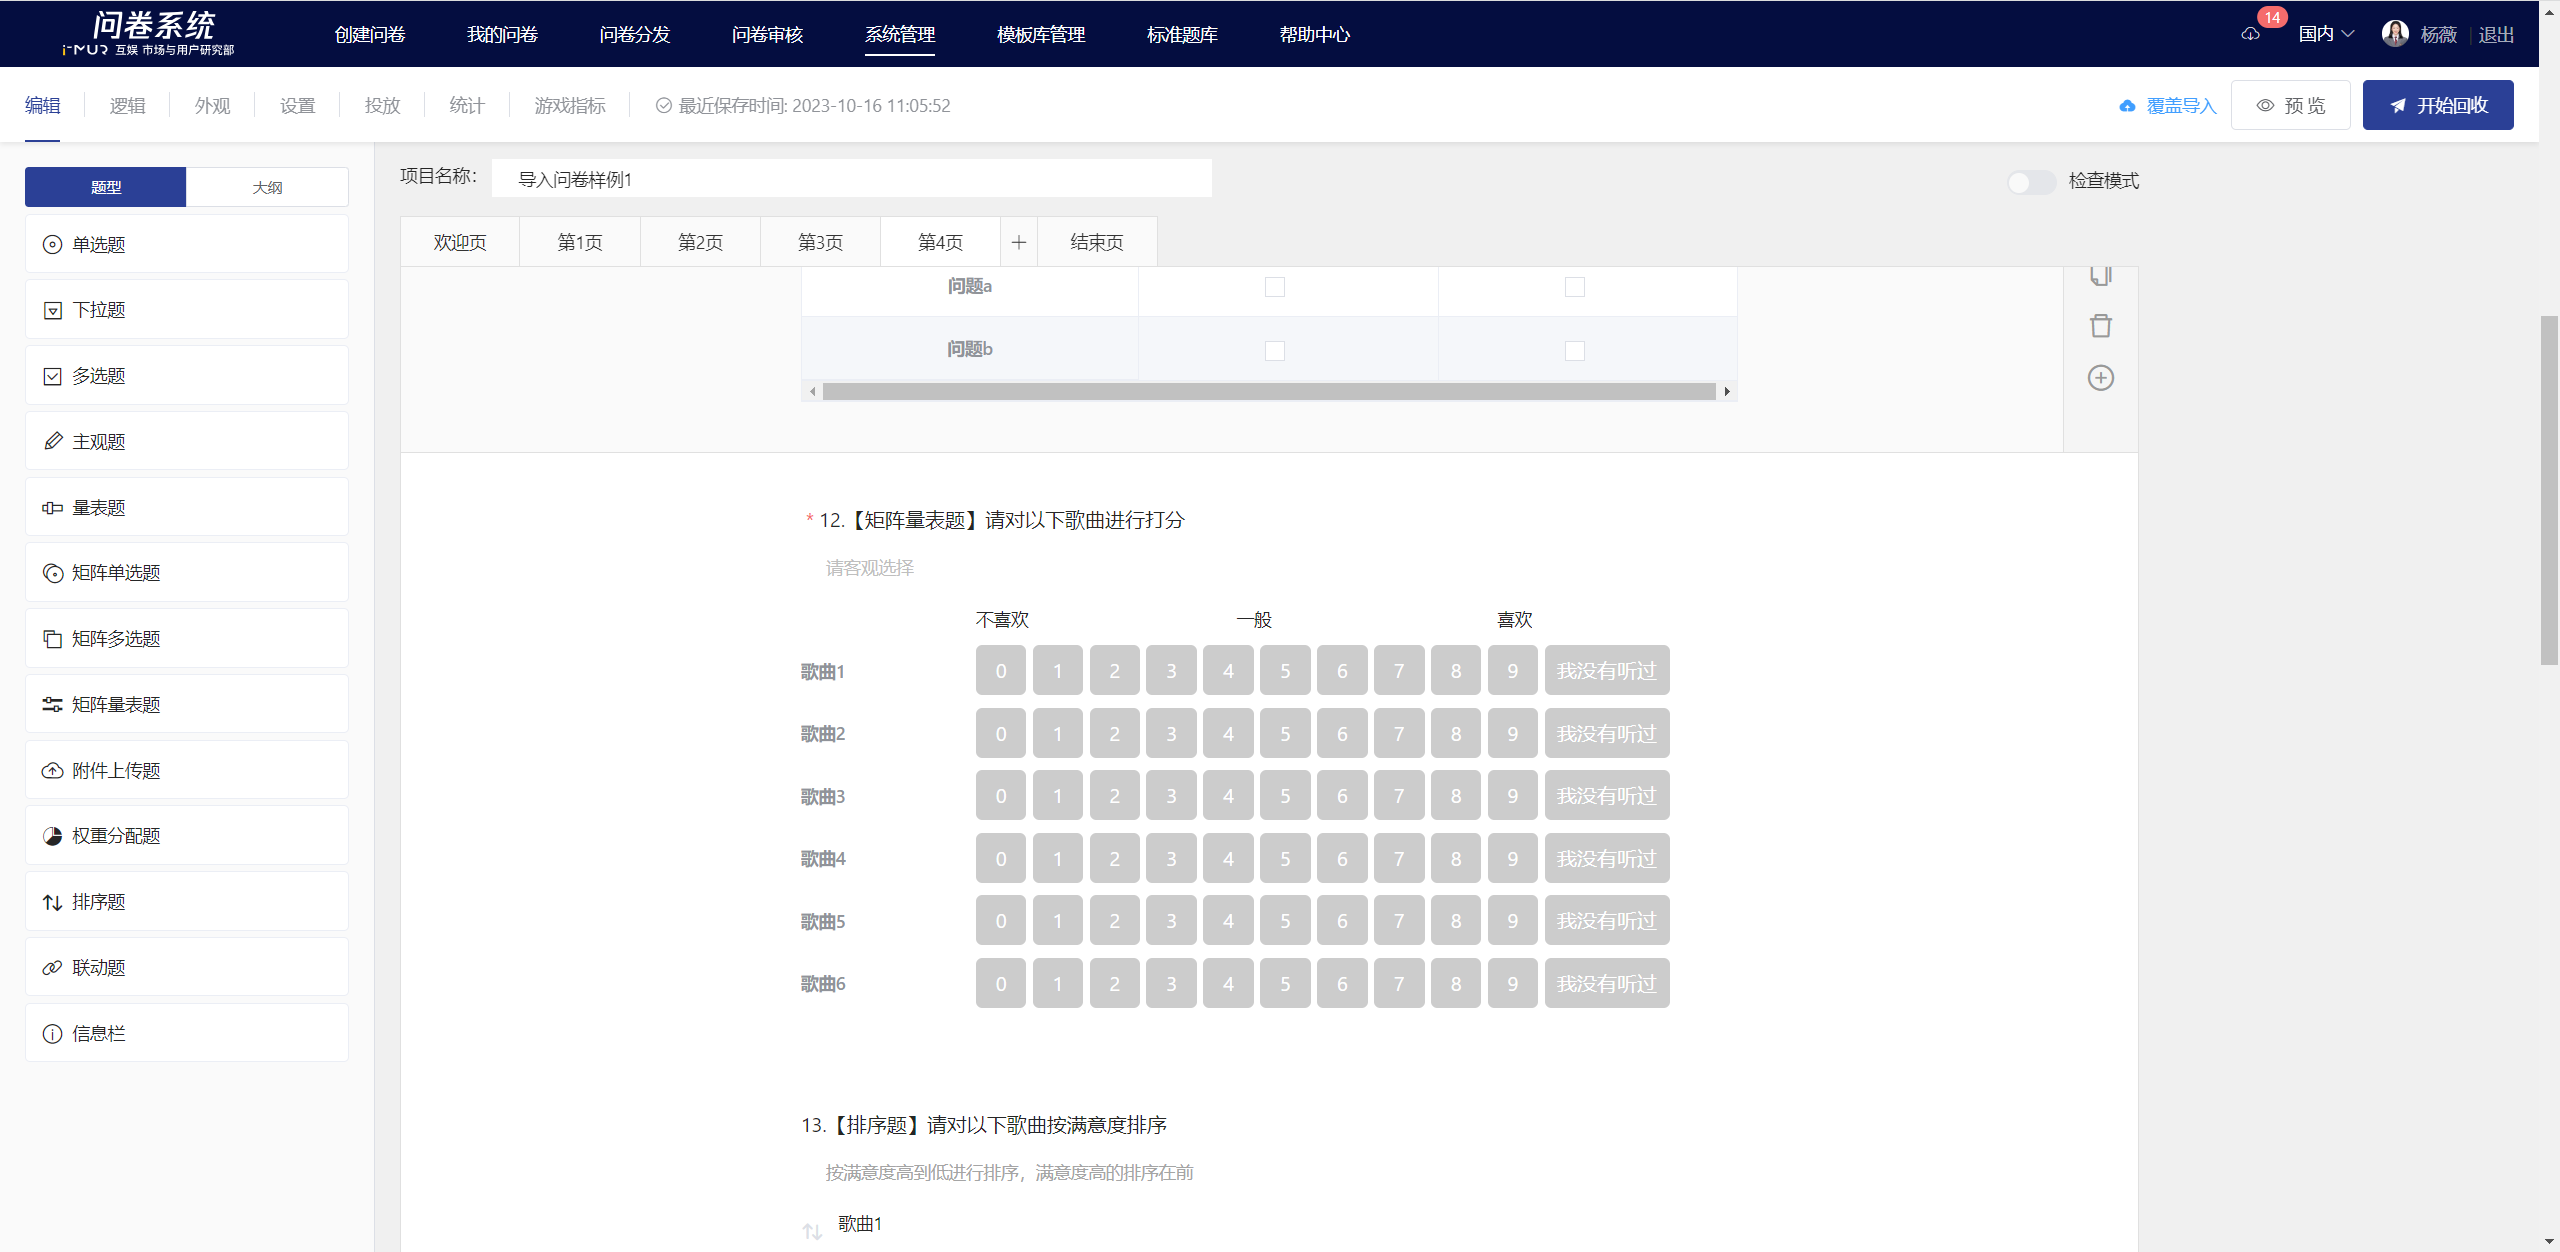 问卷系统
i-MUR 互娱 市场与用户研究部
创建问卷
我的问卷
问卷分发
问卷审核
系统管理
模板库管理
标准题库
帮助中心
14
国内
杨薇
退出
编辑
逻辑
外观
设置
投放
统计
游戏指标
最近保存时间: 2023-10-16 11:05:52
覆盖导入
预 览
开始回收
题型
大纲
单选题
下拉题
多选题
主观题
量表题
矩阵单选题
矩阵多选题
矩阵量表题
附件上传题
权重分配题
排序题
联动题
信息栏
项目名称:
导入问卷样例1
检查模式
欢迎页
第1页
第2页
第3页
第4页
+
结束页
问题a
问题b
* 12.【矩阵量表题】请对以下歌曲进行打分
请客观选择
不喜欢 一般 喜欢
歌曲1 0 1 2 3 4 5 6 7 8 9 我没有听过
歌曲2 0 1 2 3 4 5 6 7 8 9 我没有听过
歌曲3 0 1 2 3 4 5 6 7 8 9 我没有听过
歌曲4 0 1 2 3 4 5 6 7 8 9 我没有听过
歌曲5 0 1 2 3 4 5 6 7 8 9 我没有听过
歌曲6 0 1 2 3 4 5 6 7 8 9 我没有听过
13.【排序题】请对以下歌曲按满意度排序
按满意度高到低进行排序，满意度高的排序在前
歌曲1